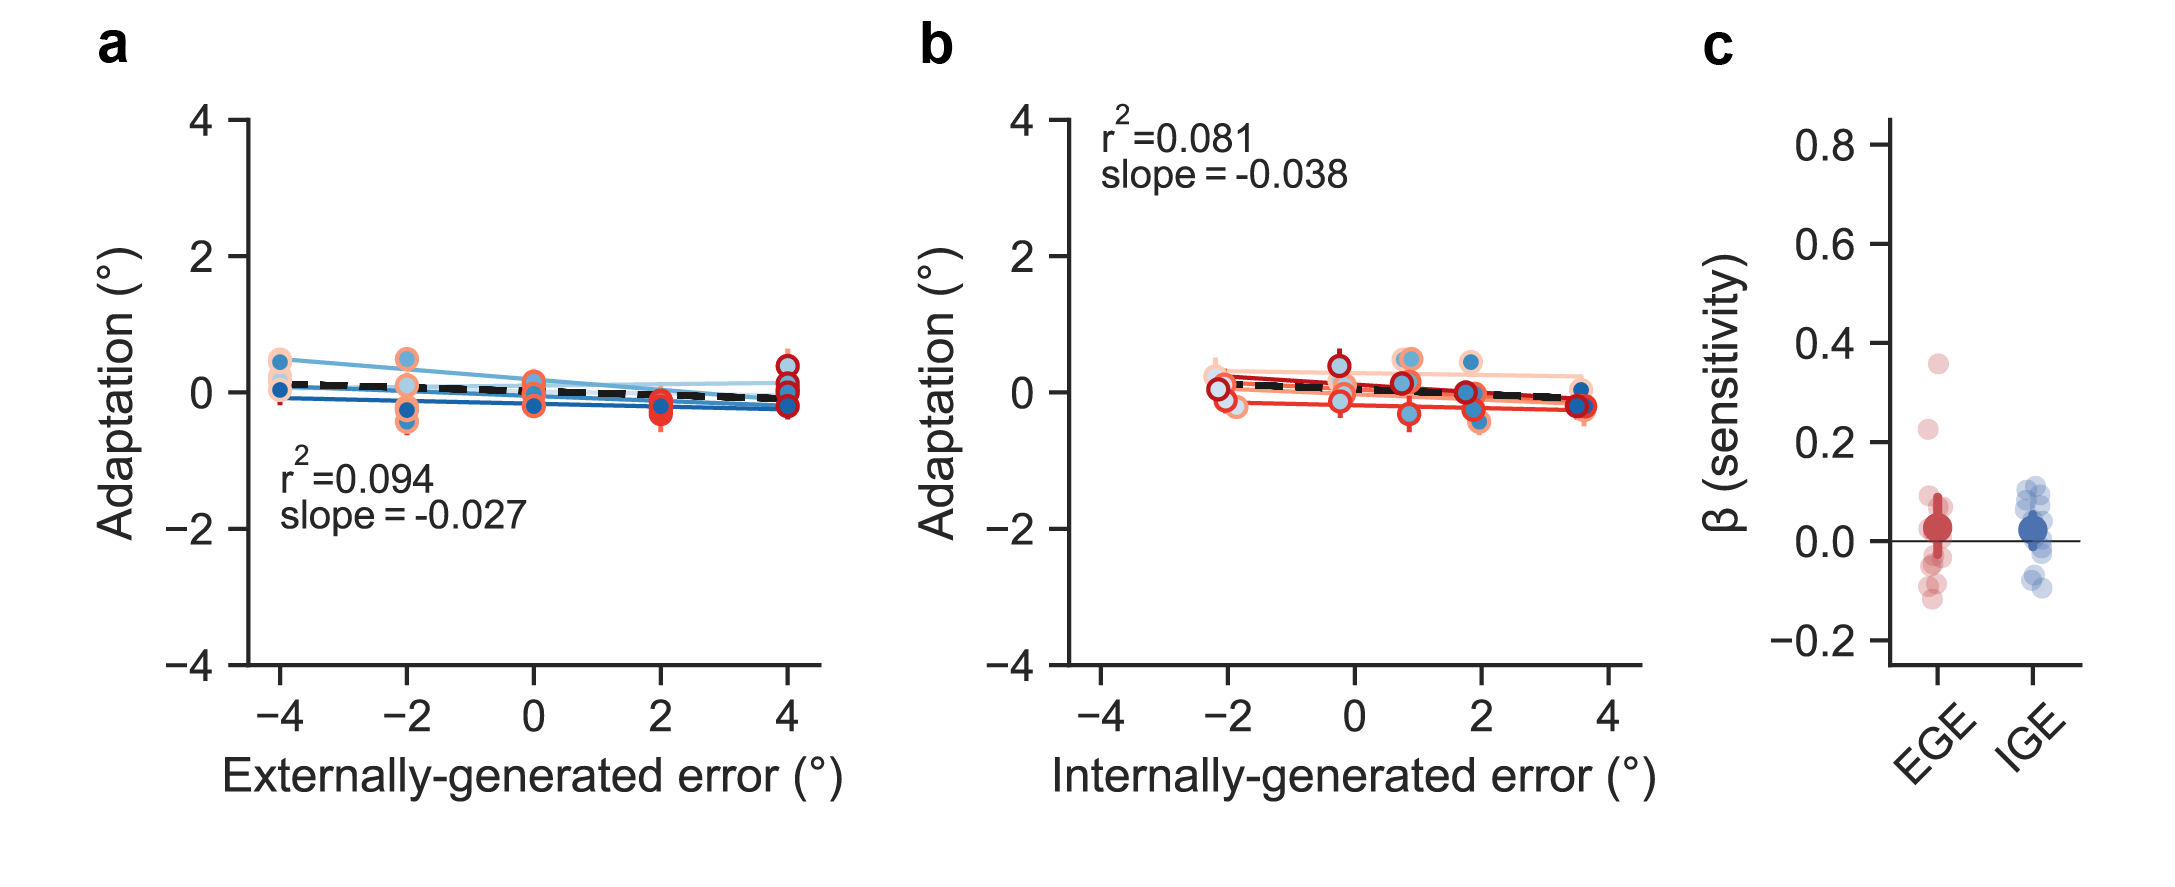 a
4
2
0
−2
−4
Adaptation (°)
r²=0.094
slope = -0.027
−4 −2 0 2 4
Externally-generated error (°)
b
4
2
0
−2
−4
Adaptation (°)
r²=0.081
slope = -0.038
−4 −2 0 2 4
Internally-generated error (°)
c
0.8
0.6
0.4
0.2
0.0
−0.2
β (sensitivity)
EGE IGE